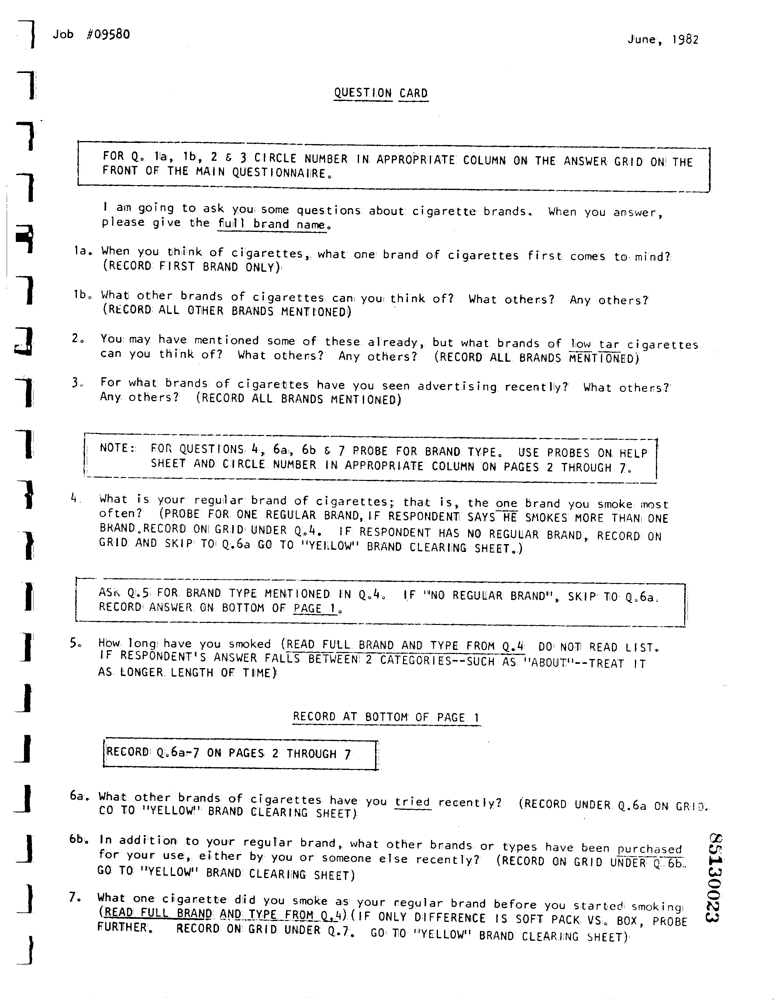 Job #09580
June, 1982
QUESTION CARD
FOR Q. 1a, 1b, 2 & 3 CIRCLE NUMBER IN APPROPRIATE COLUMN ON THE ANSWER GRID ON THE
FRONT OF THE MAIN QUESTIONNAIRE.
I am going to ask you some questions about cigarette brands. When you answer,
please give the full brand name.
1a. When you think of cigarettes, what one brand of cigarettes first comes to mind?
(RECORD FIRST BRAND ONLY)
1b. What other brands of cigarettes can you think of? What others? Any others?
(RECORD ALL OTHER BRANDS MENTIONED)
2. You may have mentioned some of these already, but what brands of low tar cigarettes
can you think of? What others? Any others? (RECORD ALL BRANDS MENTIONED)
3. For what brands of cigarettes have you seen advertising recently? What others?
Any others? (RECORD ALL BRANDS MENTIONED)
NOTE: FOR QUESTIONS 4, 6a, 6b & 7 PROBE FOR BRAND TYPE. USE PROBES ON HELP
SHEET AND CIRCLE NUMBER IN APPROPRIATE COLUMN ON PAGES 2 THROUGH 7.
4. What is your regular brand of cigarettes; that is, the one brand you smoke most
often? (PROBE FOR ONE REGULAR BRAND, IF RESPONDENT SAYS HE SMOKES MORE THAN ONE
BRAND. RECORD ON GRID UNDER Q.4. IF RESPONDENT HAS NO REGULAR BRAND, RECORD ON
GRID AND SKIP TO Q.6a GO TO "YELLOW" BRAND CLEARING SHEET.)
ASK Q.5 FOR BRAND TYPE MENTIONED IN Q.4. IF "NO REGULAR BRAND", SKIP TO Q.6a.
RECORD ANSWER ON BOTTOM OF PAGE 1.
5. How long have you smoked (READ FULL BRAND AND TYPE FROM Q.4 DO NOT READ LIST.
IF RESPONDENT'S ANSWER FALLS BETWEEN 2 CATEGORIES--SUCH AS "ABOUT"--TREAT IT
AS LONGER LENGTH OF TIME)
RECORD AT BOTTOM OF PAGE 1
RECORD Q.6a-7 ON PAGES 2 THROUGH 7
6a. What other brands of cigarettes have you tried recently? (RECORD UNDER Q.6a ON GRID.
GO TO "YELLOW" BRAND CLEARING SHEET)
6b. In addition to your regular brand, what other brands or types have been purchased
for your use, either by you or someone else recently? (RECORD ON GRID UNDER Q 6b.
GO TO "YELLOW" BRAND CLEARING SHEET)
7. What one cigarette did you smoke as your regular brand before you started smoking
(READ FULL BRAND AND TYPE FROM Q.4) (IF ONLY DIFFERENCE IS SOFT PACK VS. BOX, PROBE
FURTHER. RECORD ON GRID UNDER Q.7. GO TO "YELLOW" BRAND CLEARING SHEET)
85130023